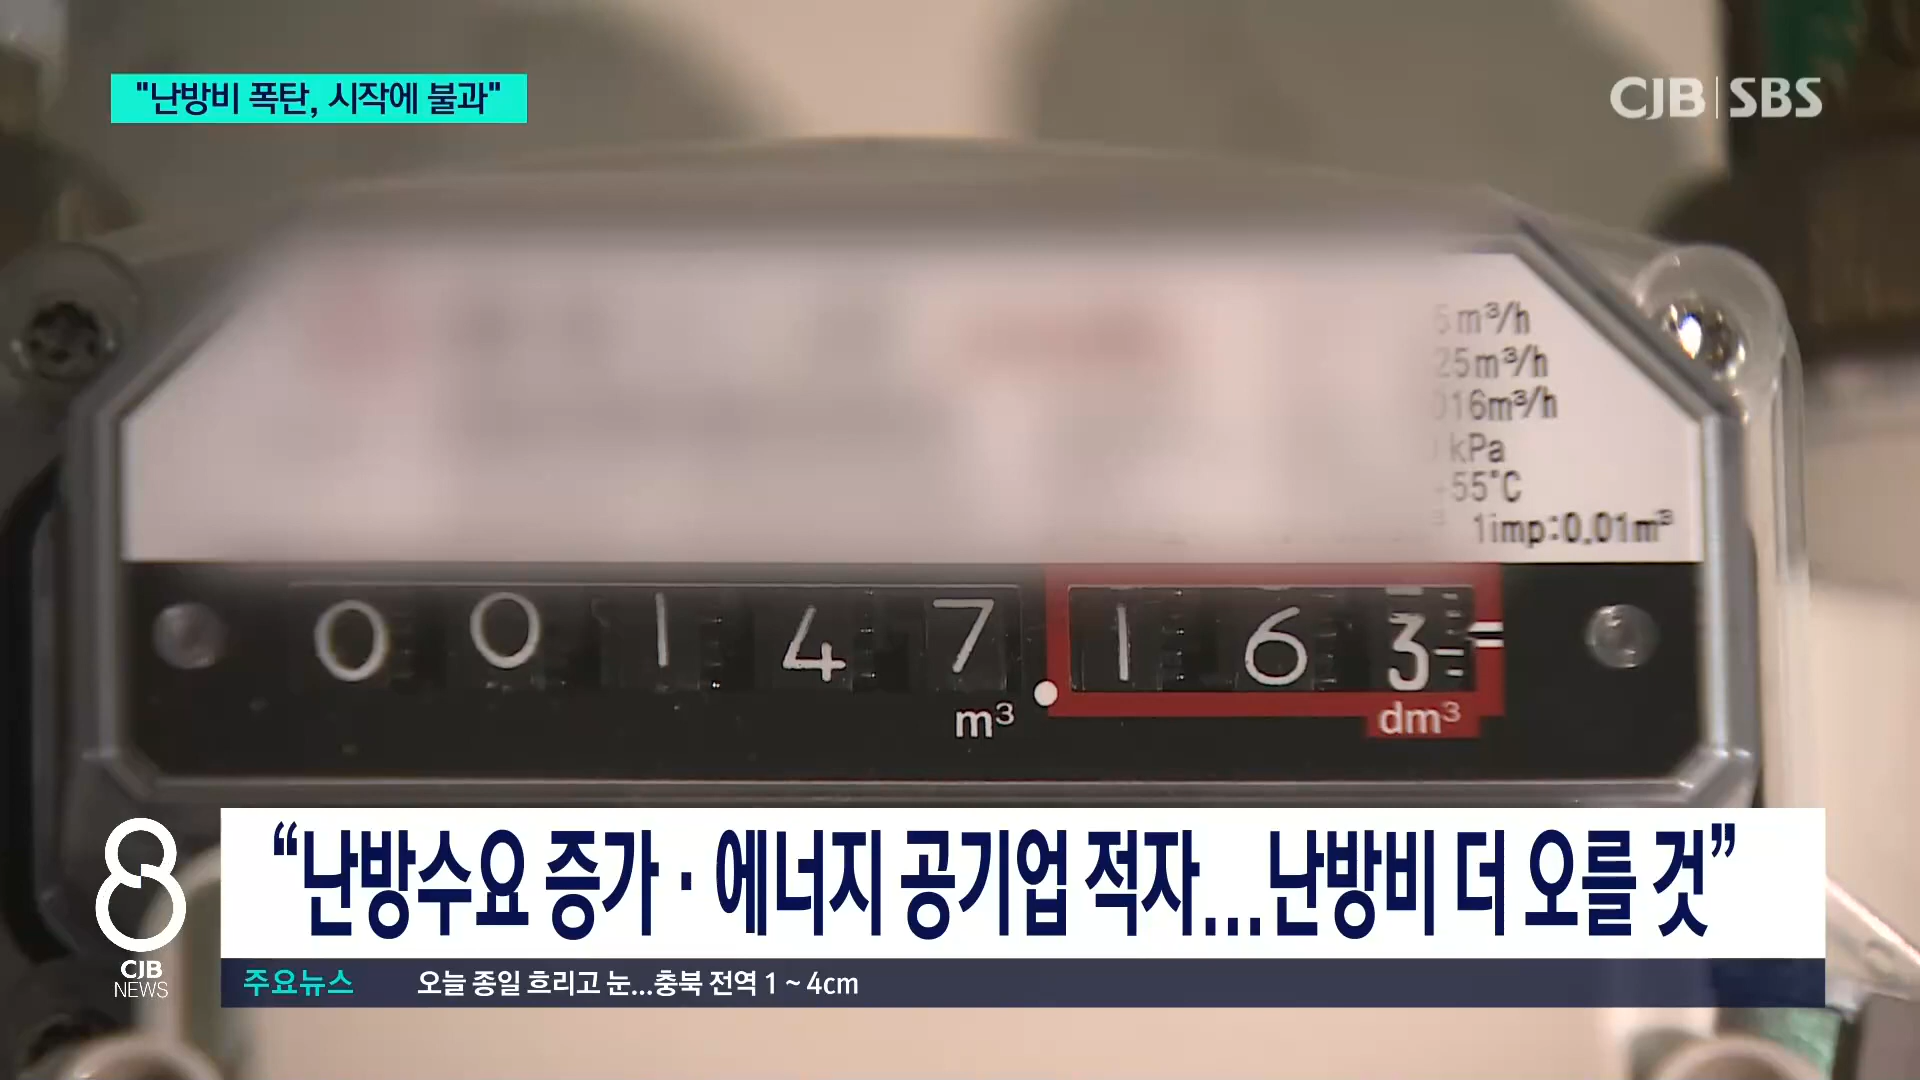 "난방비 폭탄, 시작에 불과"
CJB SBS
m³/h
25m³/h
16m³/h
kPa
55°C
1imp:0.01m³
0 0 1 4 7 . 1 6 3
m³
dm³
“난방수요 증가·에너지 공기업 적자...난방비 더 오를 것”
8
CJB
NEWS
주요뉴스 오늘 종일 흐리고 눈...충북 전역 1 ~ 4cm